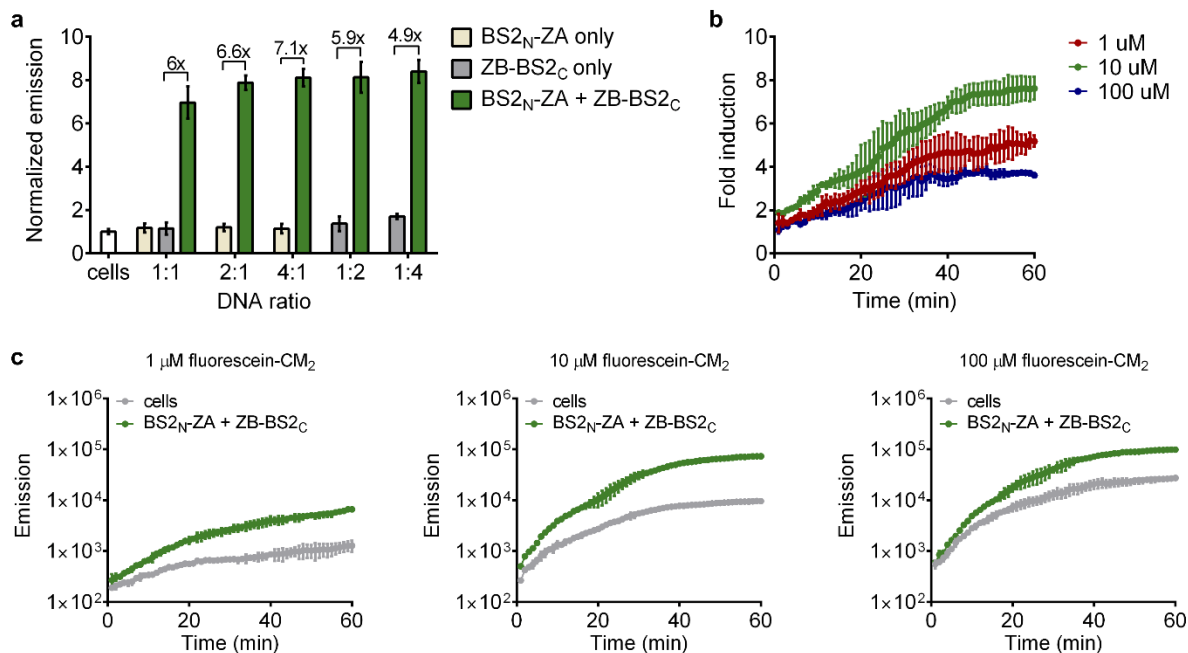 a
Normalized emission
10
8
6
4
2
0
6x
6.6x
7.1x
5.9x
4.9x
cells
1:1
2:1
4:1
1:2
1:4
DNA ratio
BS2N-ZA only
ZB-BS2C only
BS2N-ZA + ZB-BS2C
b
Fold induction
10
8
6
4
2
0
0
20
40
60
Time (min)
1 uM
10 uM
100 uM
c
1 μM fluorescein-CM2
Emission
1×10^6
1×10^5
1×10^4
1×10^3
1×10^2
cells
BS2N-ZA + ZB-BS2C
0
20
40
60
Time (min)
10 μM fluorescein-CM2
Emission
1×10^6
1×10^5
1×10^4
1×10^3
1×10^2
cells
BS2N-ZA + ZB-BS2C
0
20
40
60
Time (min)
100 μM fluorescein-CM2
Emission
1×10^6
1×10^5
1×10^4
1×10^3
1×10^2
cells
BS2N-ZA + ZB-BS2C
0
20
40
60
Time (min)